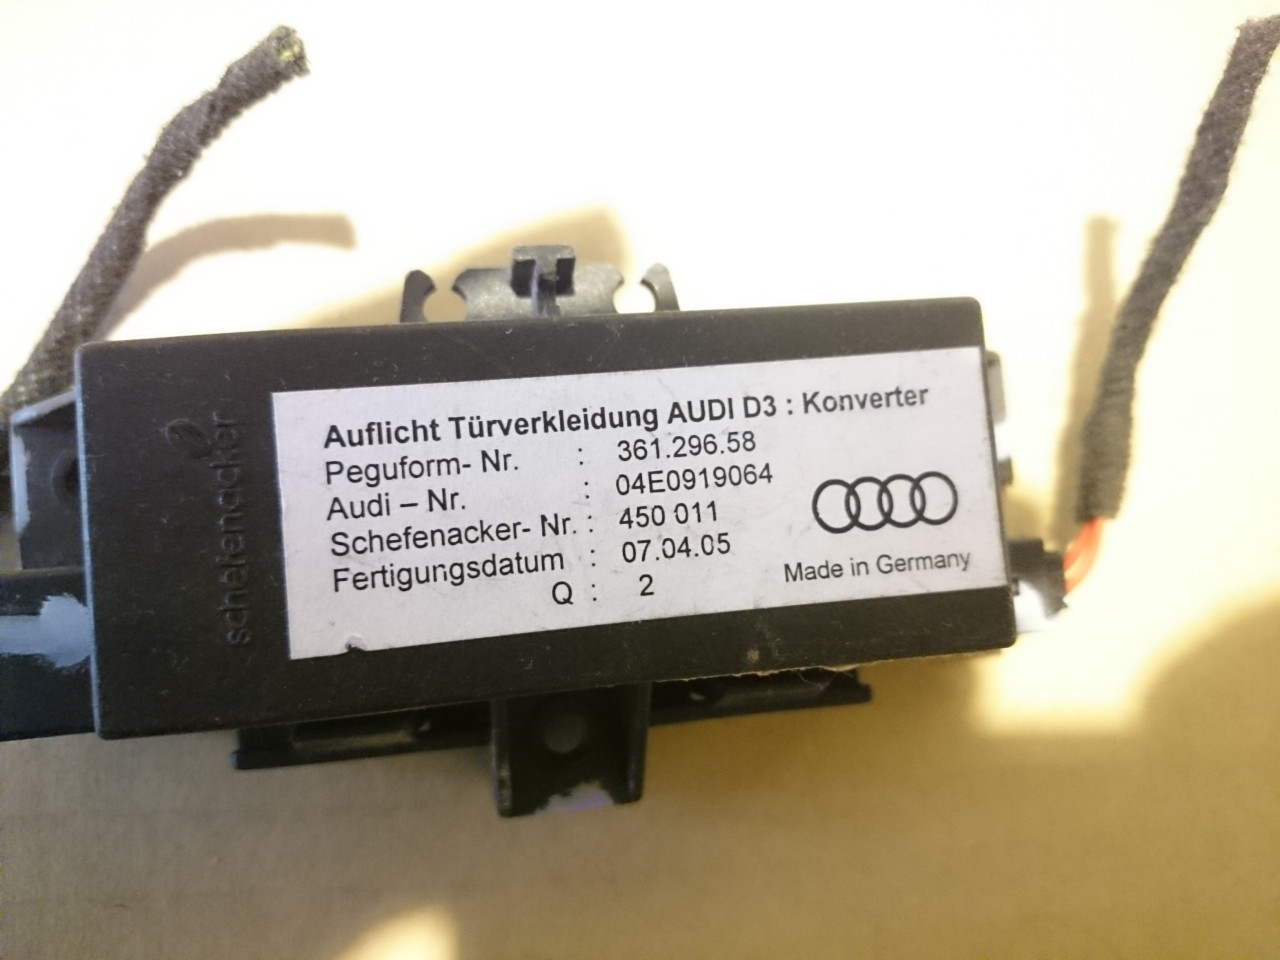 Auflicht Türverkleidung AUDI D3 : Konverter
Peguform- Nr. : 361.296.58
Audi – Nr. : 04E0919064
Schefenacker- Nr. : 450 011
Fertigungsdatum : 07.04.05
Q : 2
Made in Germany
schefenacker